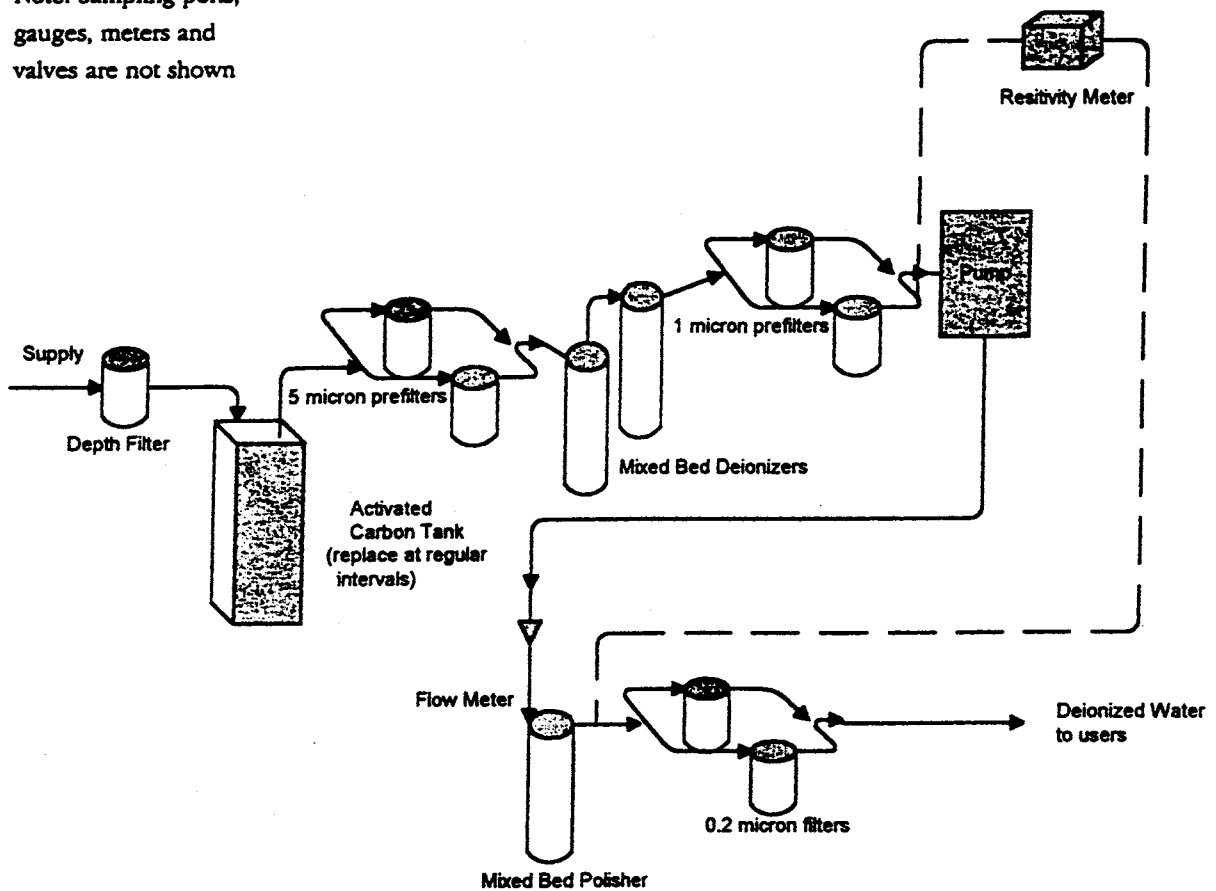 gauges, meters and
valves are not shown
Resitivity Meter
Pump
1 micron prefilters
Supply
5 micron prefilters
Depth Filter
Mixed Bed Deionizers
Activated
Carbon Tank
(replace at regular
intervals)
Flow Meter
Deionized Water
to users
0.2 micron filters
Mixed Bed Polisher